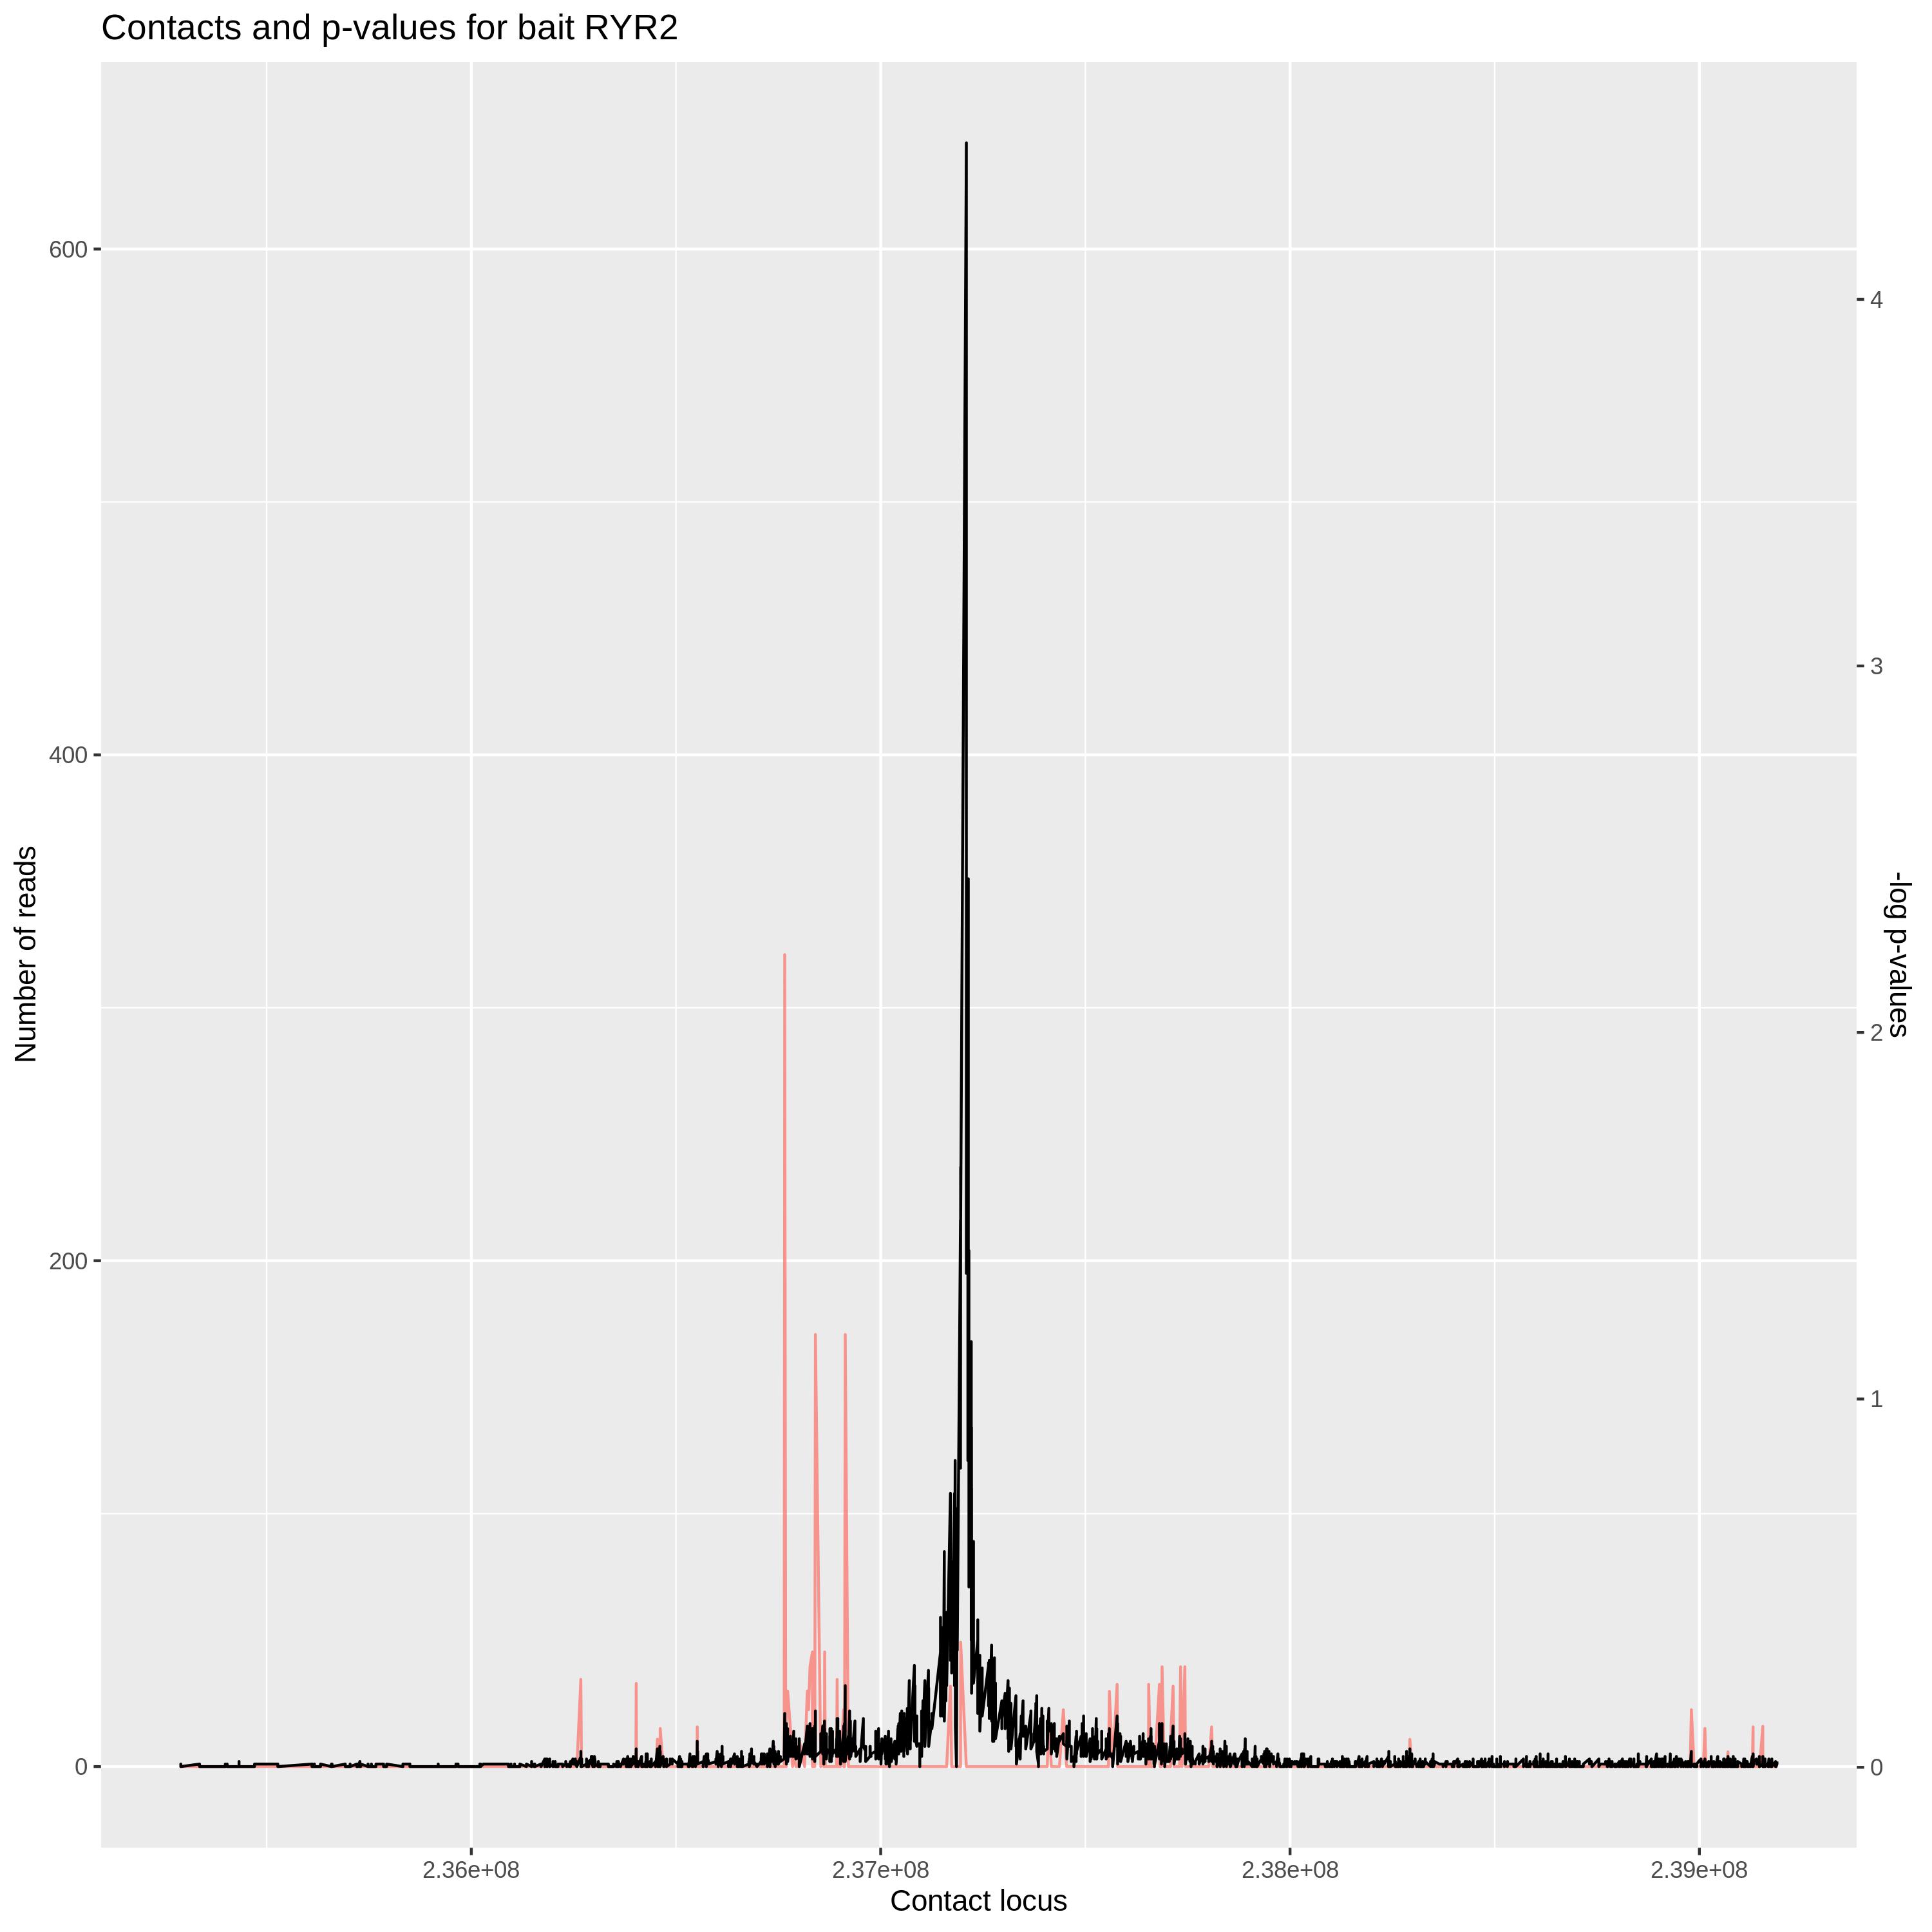 Contacts and p-values for bait RYR2
Number of reads
600
400
200
0
-log p-values
4
3
2
1
0
2.36e+08 2.37e+08 2.38e+08 2.39e+08
Contact locus